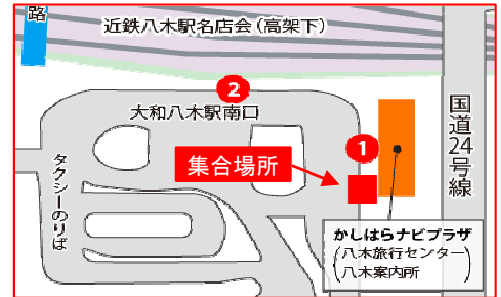 路
近鉄八木駅名店会(高架下)
2
大和八木駅南口
国道24号線
1
集合場所
タクシーのりば
かしはらナビプラザ
(八木旅行センター
八木案内所)